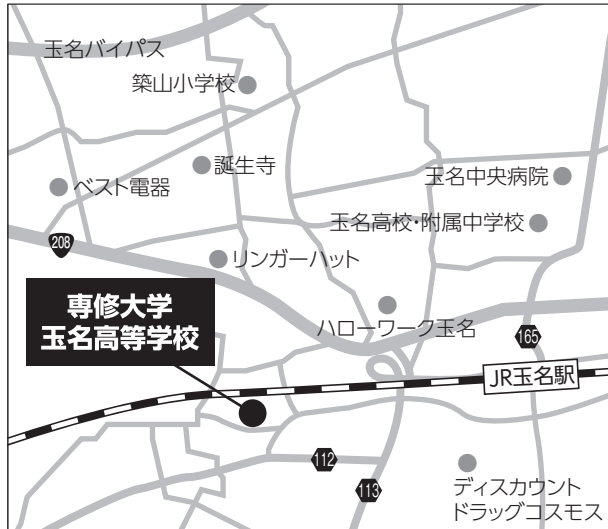 玉名バイパス
築山小学校
誕生寺
ベスト電器
玉名中央病院
玉名高校・附属中学校
208
リンガーハット
専修大学
玉名高等学校
ハローワーク玉名
165
JR玉名駅
112
113
ディスカウント
ドラッグコスモス